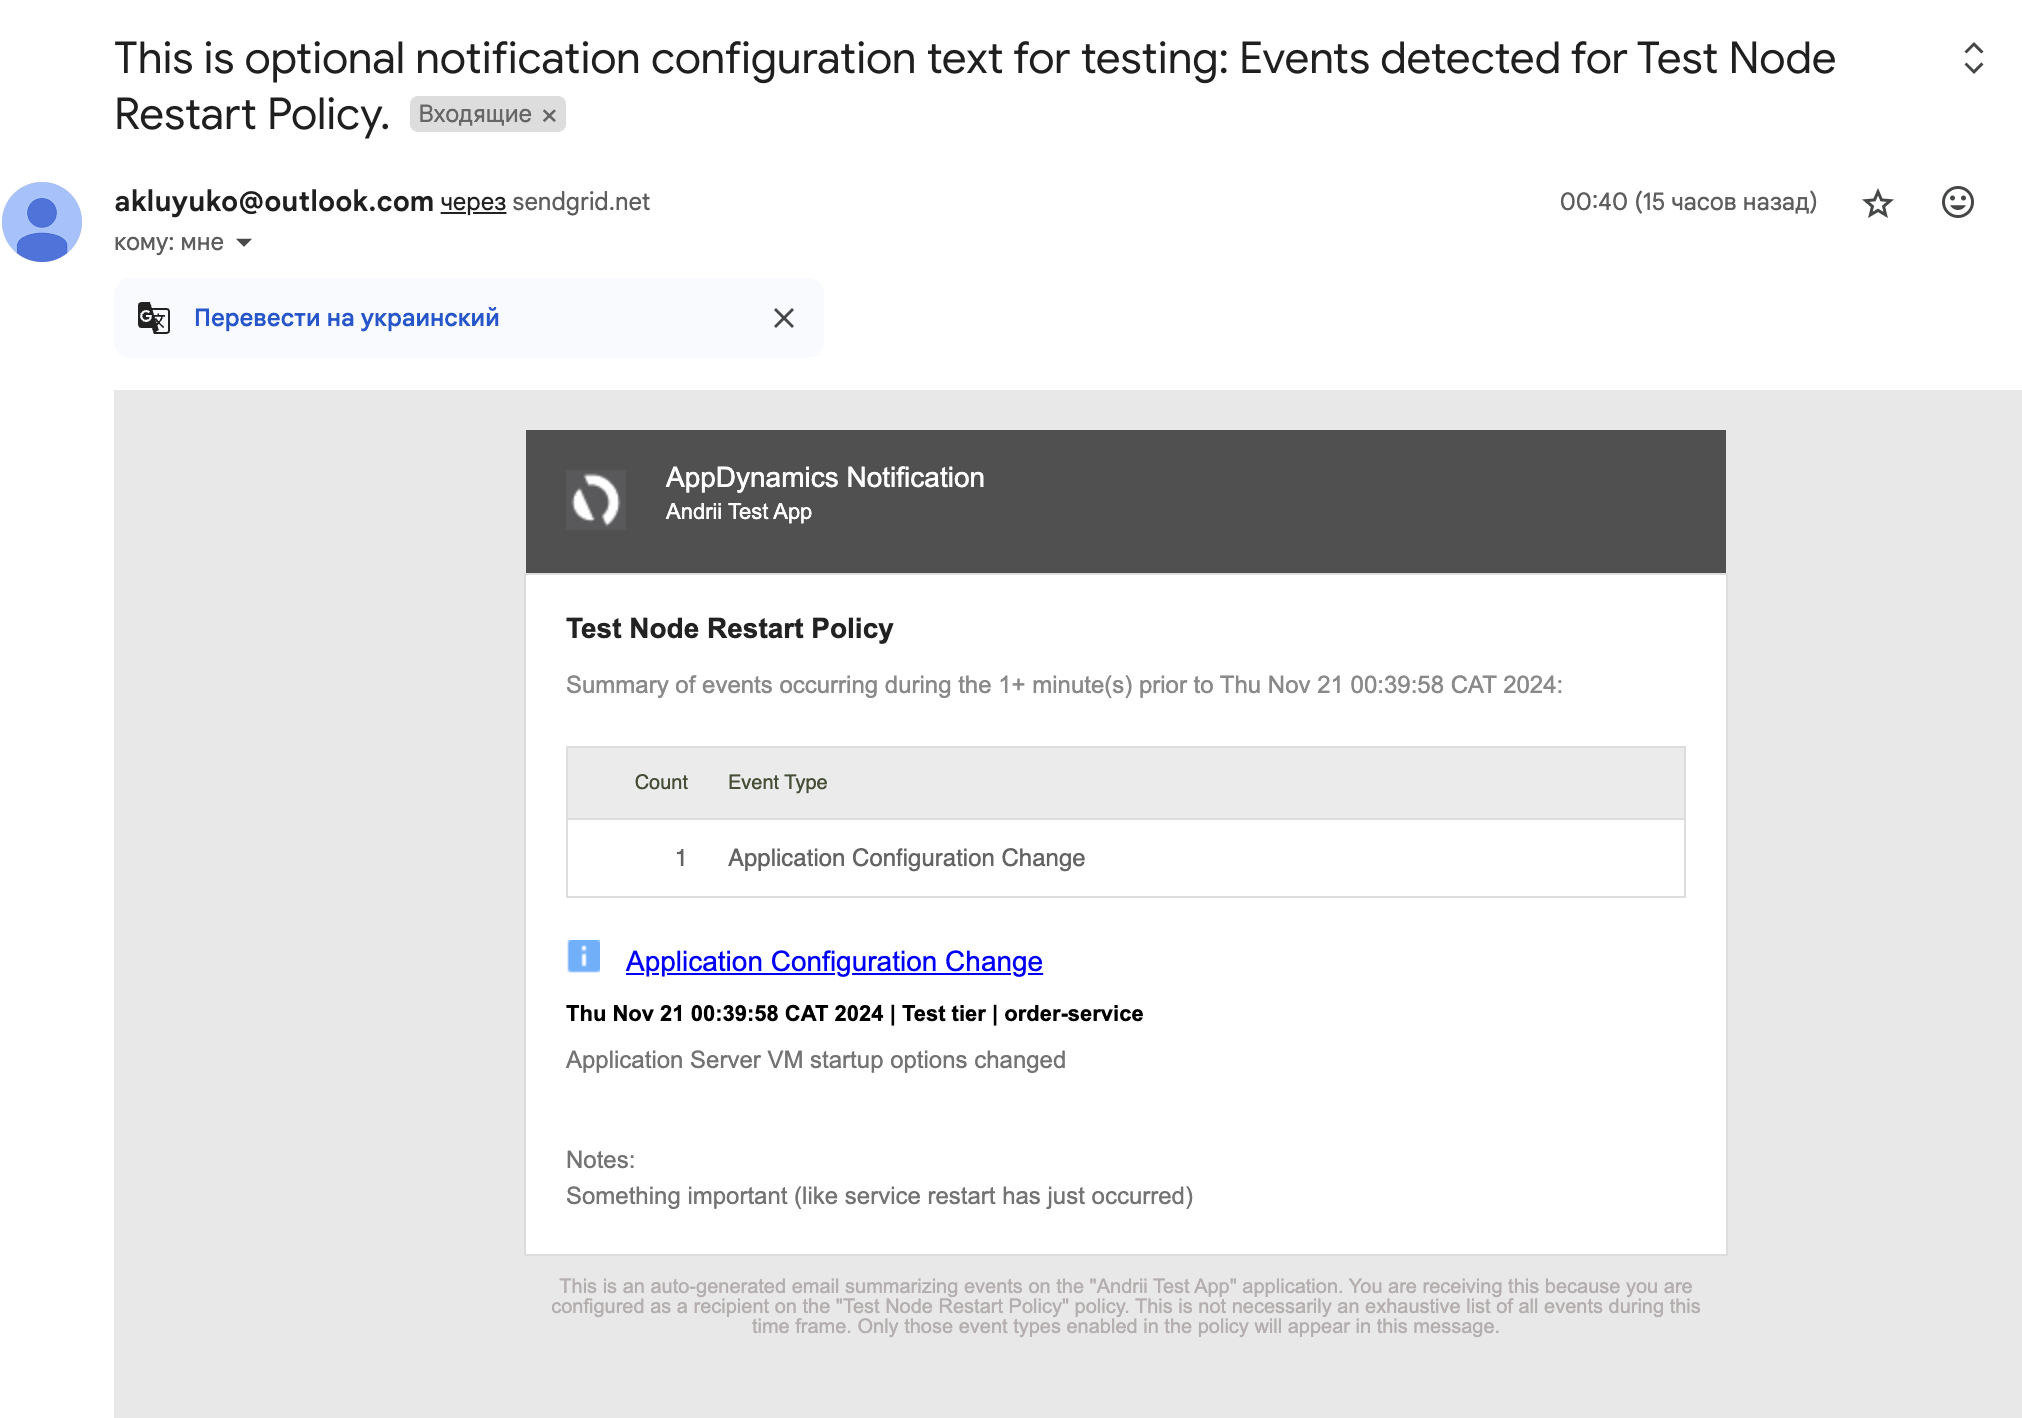 This is optional notification configuration text for testing: Events detected for Test Node
Restart Policy. Входящие ×
akluyuko@outlook.com через sendgrid.net 00:40 (15 часов назад)
кому: мне
Перевести на украинский
AppDynamics Notification
Andrii Test App
Test Node Restart Policy
Summary of events occurring during the 1+ minute(s) prior to Thu Nov 21 00:39:58 CAT 2024:
Count Event Type
1 Application Configuration Change
Application Configuration Change
Thu Nov 21 00:39:58 CAT 2024 | Test tier | order-service
Application Server VM startup options changed
Notes:
Something important (like service restart has just occurred)
This is an auto-generated email summarizing events on the "Andrii Test App" application. You are receiving this because you are
configured as a recipient on the "Test Node Restart Policy" policy. This is not necessarily an exhaustive list of all events during this
time frame. Only those event types enabled in the policy will appear in this message.